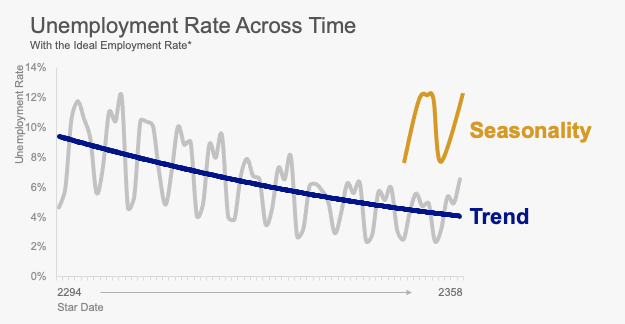 Unemployment Rate Across Time
With the Ideal Employment Rate*
Unemployment Rate
14%
12%
10%
8%
6%
4%
2%
0%
Seasonality
Trend
2294
2358
Star Date